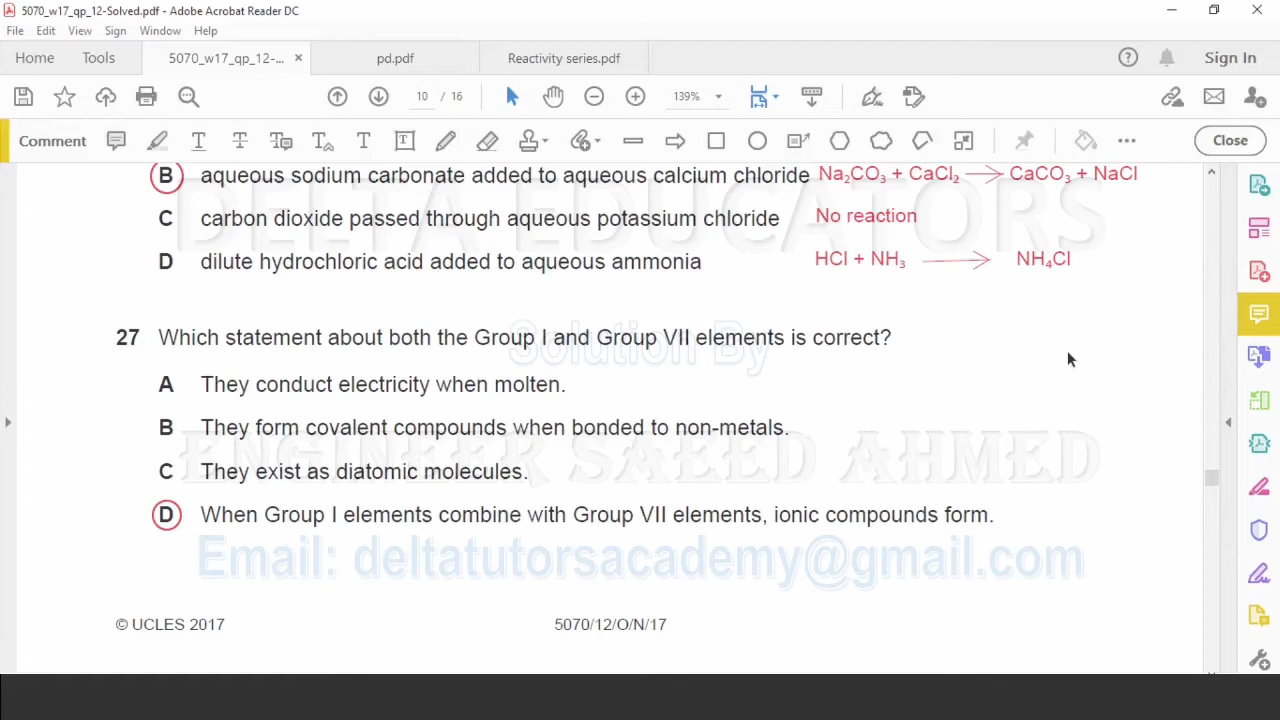 5070_w17_qp_12-Solved.pdf - Adobe Acrobat Reader DC
File Edit View Sign Window Help
Home Tools 5070_w17_qp_12-... × pd.pdf Reactivity series.pdf Sign In
10 / 16 139%
Comment Close
B aqueous sodium carbonate added to aqueous calcium chloride Na₂CO₃ + CaCl₂ → CaCO₃ + NaCl
C carbon dioxide passed through aqueous potassium chloride No reaction
DELTA EDUCATORS
D dilute hydrochloric acid added to aqueous ammonia HCl + NH₃ → NH₄Cl
27 Which statement about both the Group I and Group VII elements is correct?
Solution By
A They conduct electricity when molten.
B They form covalent compounds when bonded to non-metals.
ENGINEER SAEED AHMED
C They exist as diatomic molecules.
D When Group I elements combine with Group VII elements, ionic compounds form.
Email: deltatutorsacademy@gmail.com
© UCLES 2017 5070/12/O/N/17